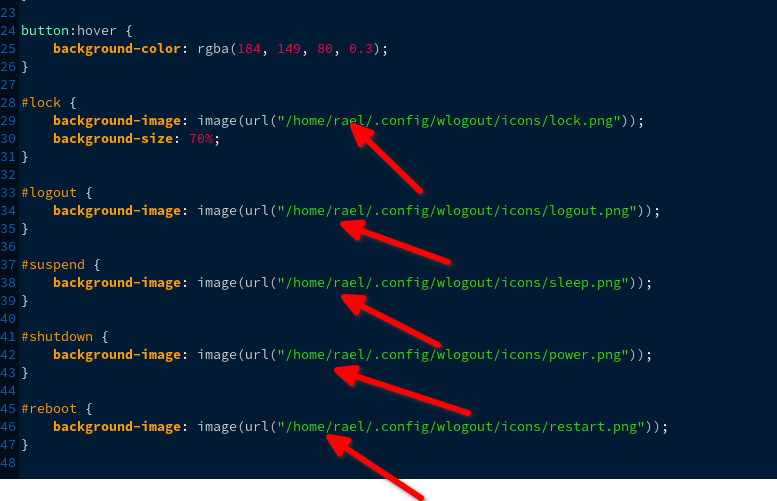 23
24 button:hover {
25     background-color: rgba(184, 149, 80, 0.3);
26 }
27
28 #lock {
29     background-image: image(url("/home/rael/.config/wlogout/icons/lock.png"));
30     background-size: 70%;
31 }
32
33 #logout {
34     background-image: image(url("/home/rael/.config/wlogout/icons/logout.png"));
35 }
36
37 #suspend {
38     background-image: image(url("/home/rael/.config/wlogout/icons/sleep.png"));
39 }
40
41 #shutdown {
42     background-image: image(url("/home/rael/.config/wlogout/icons/power.png"));
43 }
44
45 #reboot {
46     background-image: image(url("/home/rael/.config/wlogout/icons/restart.png"));
47 }
48